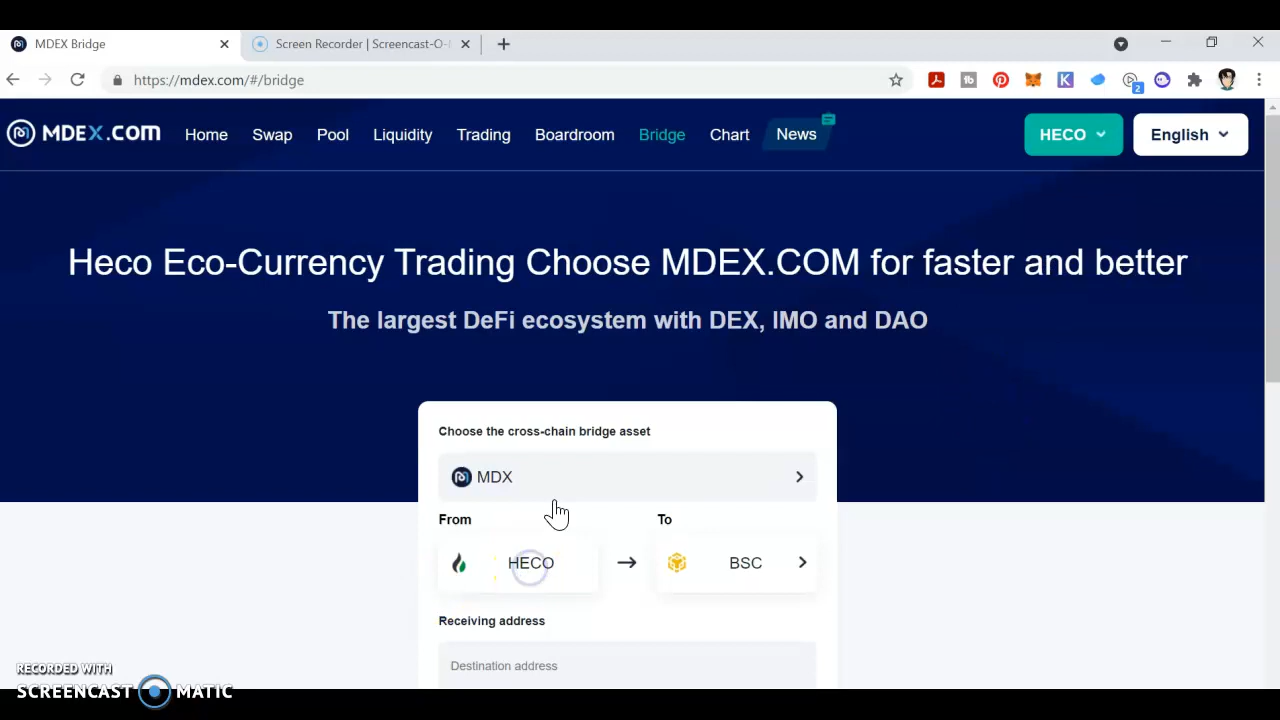 MDEX Bridge
Screen Recorder | Screencast-O-
https://mdex.com/#/bridge
2
MDEX.COM
Home
Swap
Pool
Liquidity
Trading
Boardroom
Bridge
Chart
News
HECO
English
Heco Eco-Currency Trading Choose MDEX.COM for faster and better
The largest DeFi ecosystem with DEX, IMO and DAO
Choose the cross-chain bridge asset
MDX
From
To
HECO
BSC
Receiving address
Destination address
RECORDED WITH
SCREENCAST MATIC